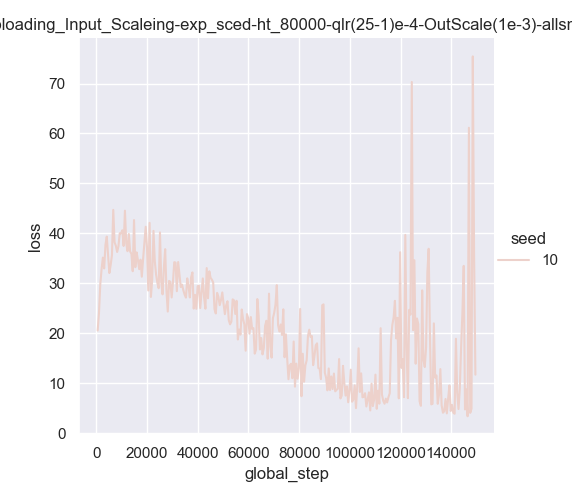 loading_Input_Scaleing-exp_sced-ht_80000-qlr(25-1)e-4-OutScale(1e-3)-allsr
70
60
50
40
30
20
10
0
loss
0 20000 40000 60000 80000 100000 120000 140000
global_step
seed
10